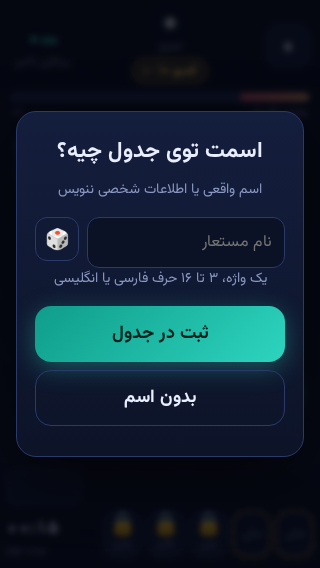 اسمت توی جدول چیه؟
اسم واقعی یا اطلاعات شخصی ننویس
نام مستعار
یک واژه، ۳ تا ۱۶ حرف فارسی یا انگلیسی
ثبت در جدول
بدون اسم